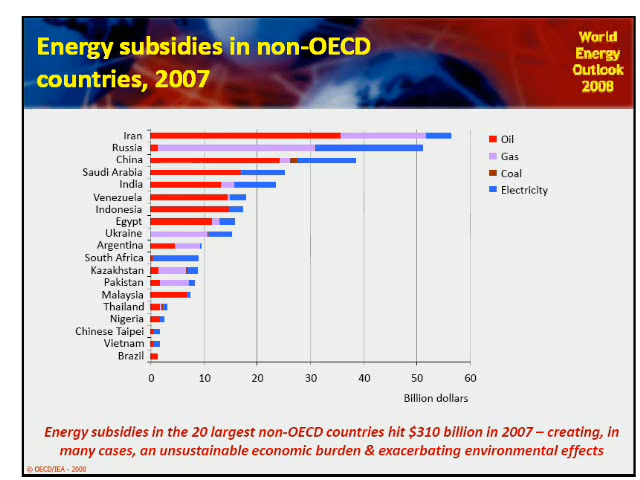 Energy subsidies in non-OECD
countries, 2007
World
Energy
Outlook
2008
Iran
Russia
China
Saudi Arabia
India
Venezuela
Indonesia
Egypt
Ukraine
Argentina
South Africa
Kazakhstan
Pakistan
Malaysia
Thailand
Nigeria
Chinese Taipei
Vietnam
Brazil
Oil
Gas
Coal
Electricity
0 10 20 30 40 50 60
Billion dollars
Energy subsidies in the 20 largest non-OECD countries hit $310 billion in 2007 – creating, in
many cases, an unsustainable economic burden & exacerbating environmental effects
© OECD/IEA - 2008